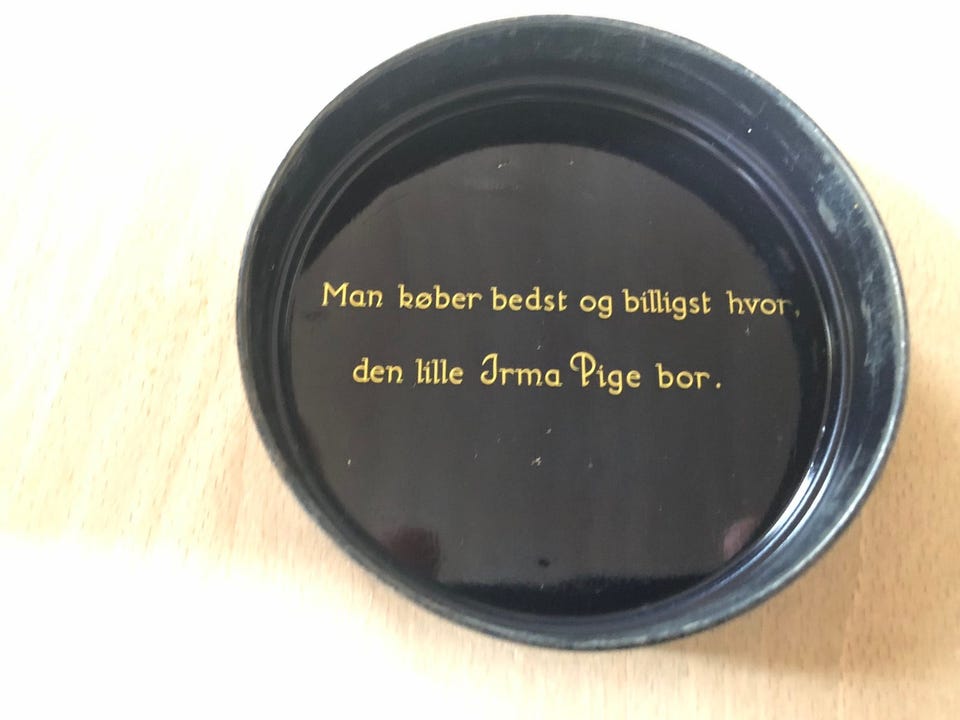 Man køber bedst og billigst hvor,
den lille Irma Pige bor.